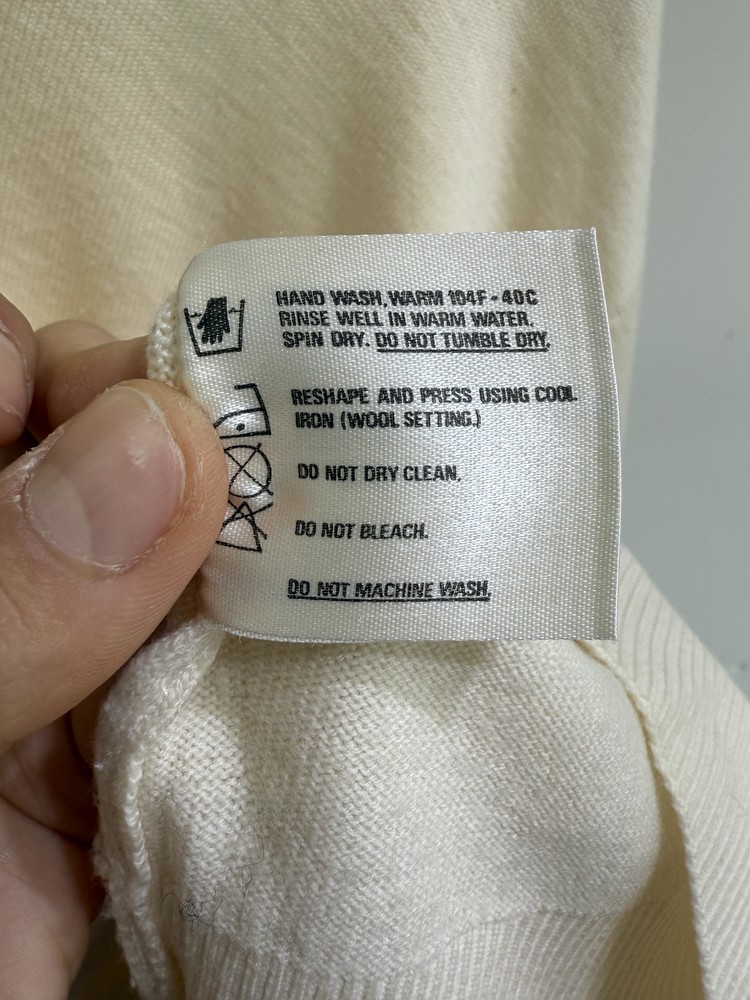 HAND WASH, WARM 104F - 40C
RINSE WELL IN WARM WATER.
SPIN DRY. DO NOT TUMBLE DRY.
RESHAPE AND PRESS USING COOL
IRON (WOOL SETTING.)
DO NOT DRY CLEAN.
DO NOT BLEACH.
DO NOT MACHINE WASH.